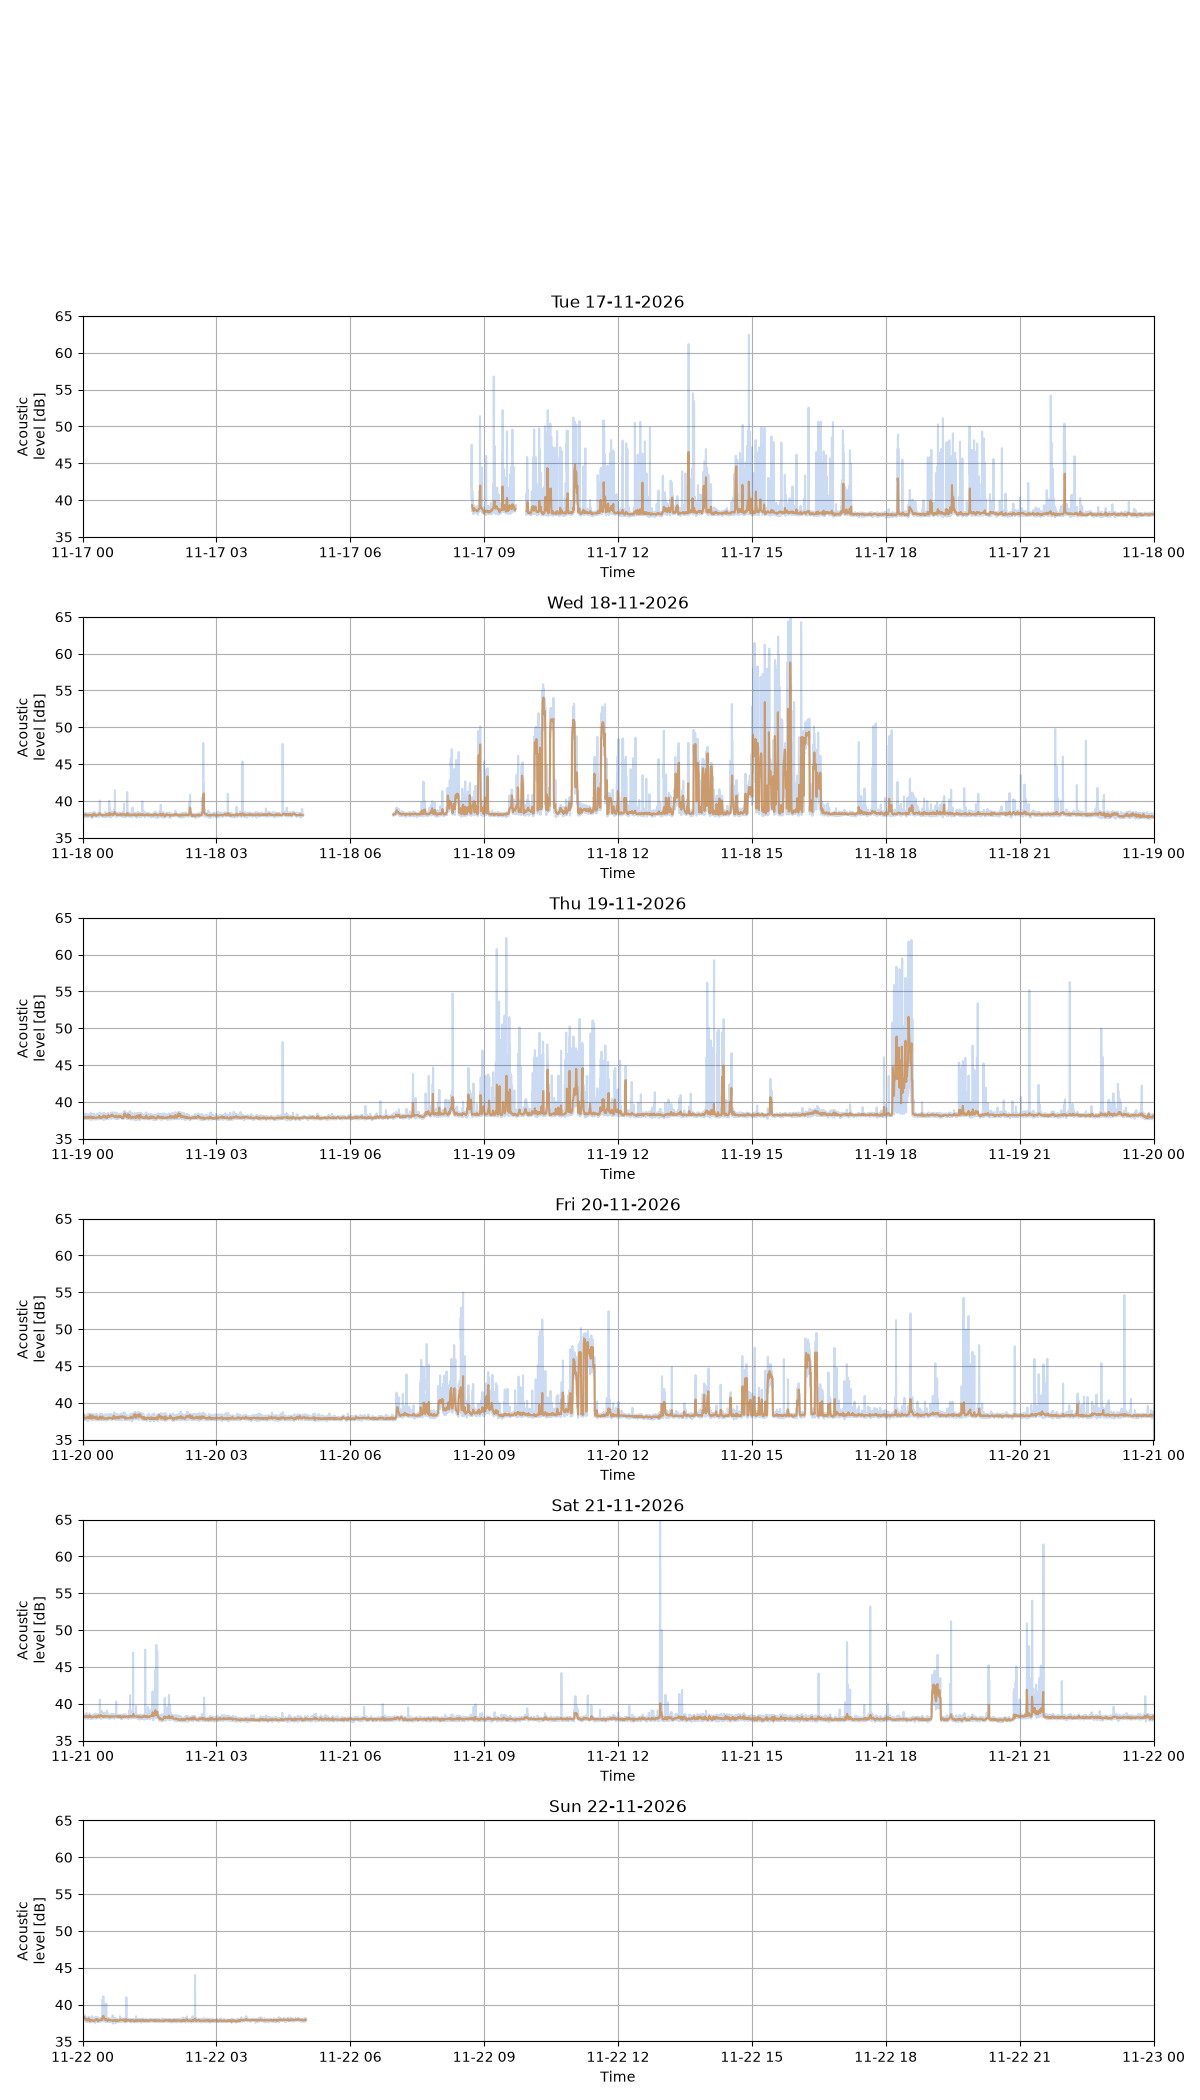 Tue 17-11-2026
65
60
55
50
45
40
35
Acoustic
level [dB]
11-17 00 11-17 03 11-17 06 11-17 09 11-17 12 11-17 15 11-17 18 11-17 21 11-18 00
Time
Wed 18-11-2026
65
60
55
50
45
40
35
Acoustic
level [dB]
11-18 00 11-18 03 11-18 06 11-18 09 11-18 12 11-18 15 11-18 18 11-18 21 11-19 00
Time
Thu 19-11-2026
65
60
55
50
45
40
35
Acoustic
level [dB]
11-19 00 11-19 03 11-19 06 11-19 09 11-19 12 11-19 15 11-19 18 11-19 21 11-20 00
Time
Fri 20-11-2026
65
60
55
50
45
40
35
Acoustic
level [dB]
11-20 00 11-20 03 11-20 06 11-20 09 11-20 12 11-20 15 11-20 18 11-20 21 11-21 00
Time
Sat 21-11-2026
65
60
55
50
45
40
35
Acoustic
level [dB]
11-21 00 11-21 03 11-21 06 11-21 09 11-21 12 11-21 15 11-21 18 11-21 21 11-22 00
Time
Sun 22-11-2026
65
60
55
50
45
40
35
Acoustic
level [dB]
11-22 00 11-22 03 11-22 06 11-22 09 11-22 12 11-22 15 11-22 18 11-22 21 11-23 00
Time